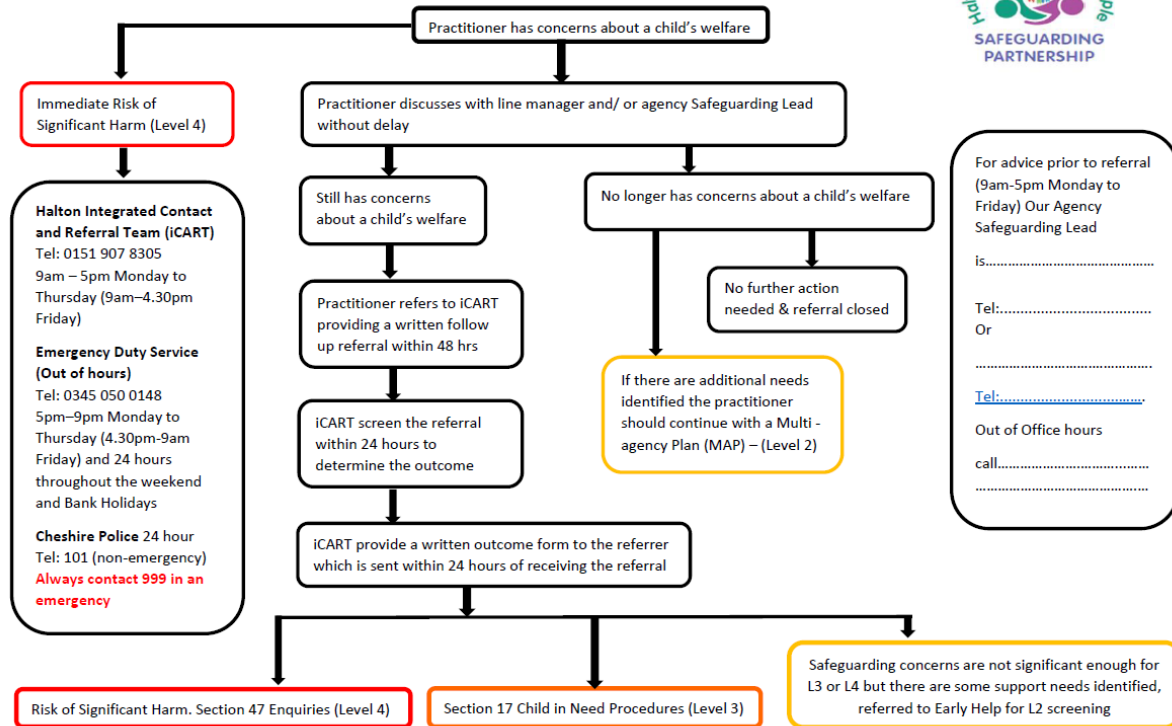 Practitioner has concerns about a child's welfare
SAFEGUARDING
PARTNERSHIP
Immediate Risk of
Significant Harm (Level 4)
Practitioner discusses with line manager and/ or agency Safeguarding Lead
without delay
Halton Integrated Contact
and Referral Team (iCART)
Tel: 0151 907 8305
9am – 5pm Monday to
Thursday (9am–4.30pm
Friday)
Emergency Duty Service
(Out of hours)
Tel: 0345 050 0148
5pm–9pm Monday to
Thursday (4.30pm-9am
Friday) and 24 hours
throughout the weekend
and Bank Holidays
Cheshire Police 24 hour
Tel: 101 (non-emergency)
Always contact 999 in an
emergency
Still has concerns
about a child's welfare
No longer has concerns about a child's welfare
Practitioner refers to iCART
providing a written follow
up referral within 48 hrs
No further action
needed & referral closed
If there are additional needs
identified the practitioner
should continue with a Multi -
agency Plan (MAP) – (Level 2)
iCART screen the referral
within 24 hours to
determine the outcome
iCART provide a written outcome form to the referrer
which is sent within 24 hours of receiving the referral
For advice prior to referral
(9am-5pm Monday to
Friday) Our Agency
Safeguarding Lead
is……………………………………
Tel:..................................
Or
…………………………………….
Tel:……………………………….
Out of Office hours
call……………………………….
…………………………………….
Risk of Significant Harm. Section 47 Enquiries (Level 4)
Section 17 Child in Need Procedures (Level 3)
Safeguarding concerns are not significant enough for
L3 or L4 but there are some support needs identified,
referred to Early Help for L2 screening